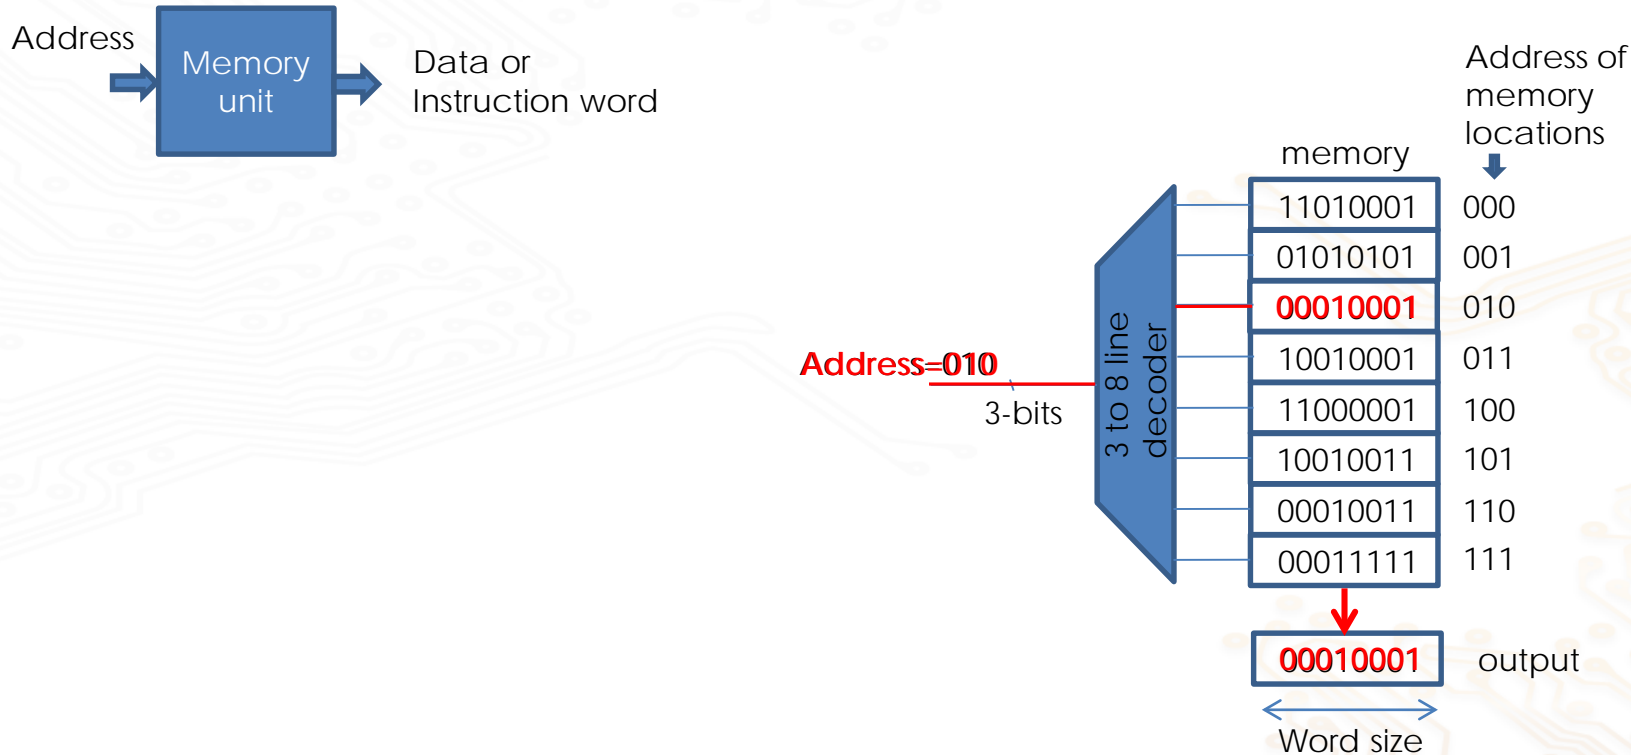 Address
Memory
unit
Data or
Instruction word
Address of
memory
locations
memory
11010001 000
01010101 001
00010001 010
10010001 011
11000001 100
10010011 101
00010011 110
00011111 111
Address=010
3-bits
3 to 8 line
decoder
00010001 output
Word size